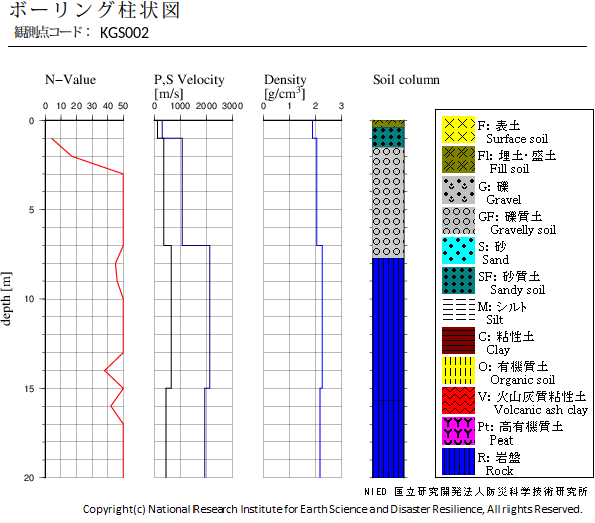 ボーリング柱状図
観測点コード： KGS002
N−Value P,S Velocity Density Soil column
[m/s] [g/cm3]
0 10 20 30 40 50 0 1000 2000 3000 0 1 2 3
0
5
10
15
20
depth [m]
F: 表土
Surface soil
Fl: 埋土・盛土
Fill soil
G: 礫
Gravel
GF: 礫質土
Gravelly soil
S: 砂
Sand
SF: 砂質土
Sandy soil
M: シルト
Silt
C: 粘性土
Clay
O: 有機質土
Organic soil
V: 火山灰質粘性土
Volcanic ash clay
Pt: 高有機質土
Peat
R: 岩盤
Rock
NIED 国立研究開発法人防災科学技術研究所
Copyright(c) National Research Institute for Earth Science and Disaster Resilience, All rights Reserved.